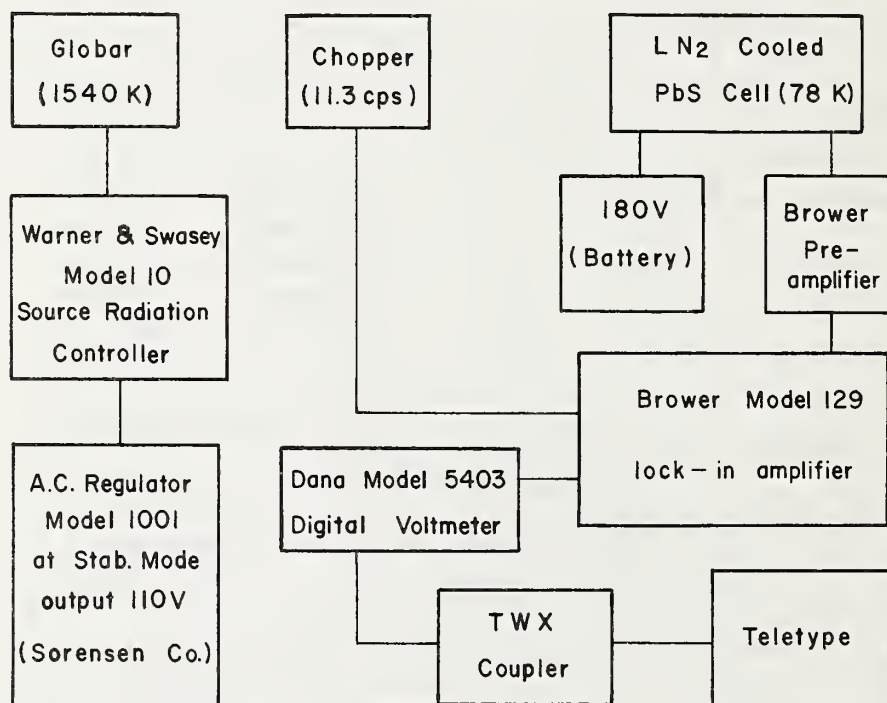 Globar
(1540 K)
Chopper
(11.3 cps)
LN2 Cooled
PbS Cell (78 K)
Warner & Swasey
Model 10
Source Radiation
Controller
180V
(Battery)
Brower
Pre-
amplifier
Brower Model 129
lock-in amplifier
A.C. Regulator
Model 1001
at Stab. Mode
output 110V
(Sorensen Co.)
Dana Model 5403
Digital Voltmeter
TWX
Coupler
Teletype